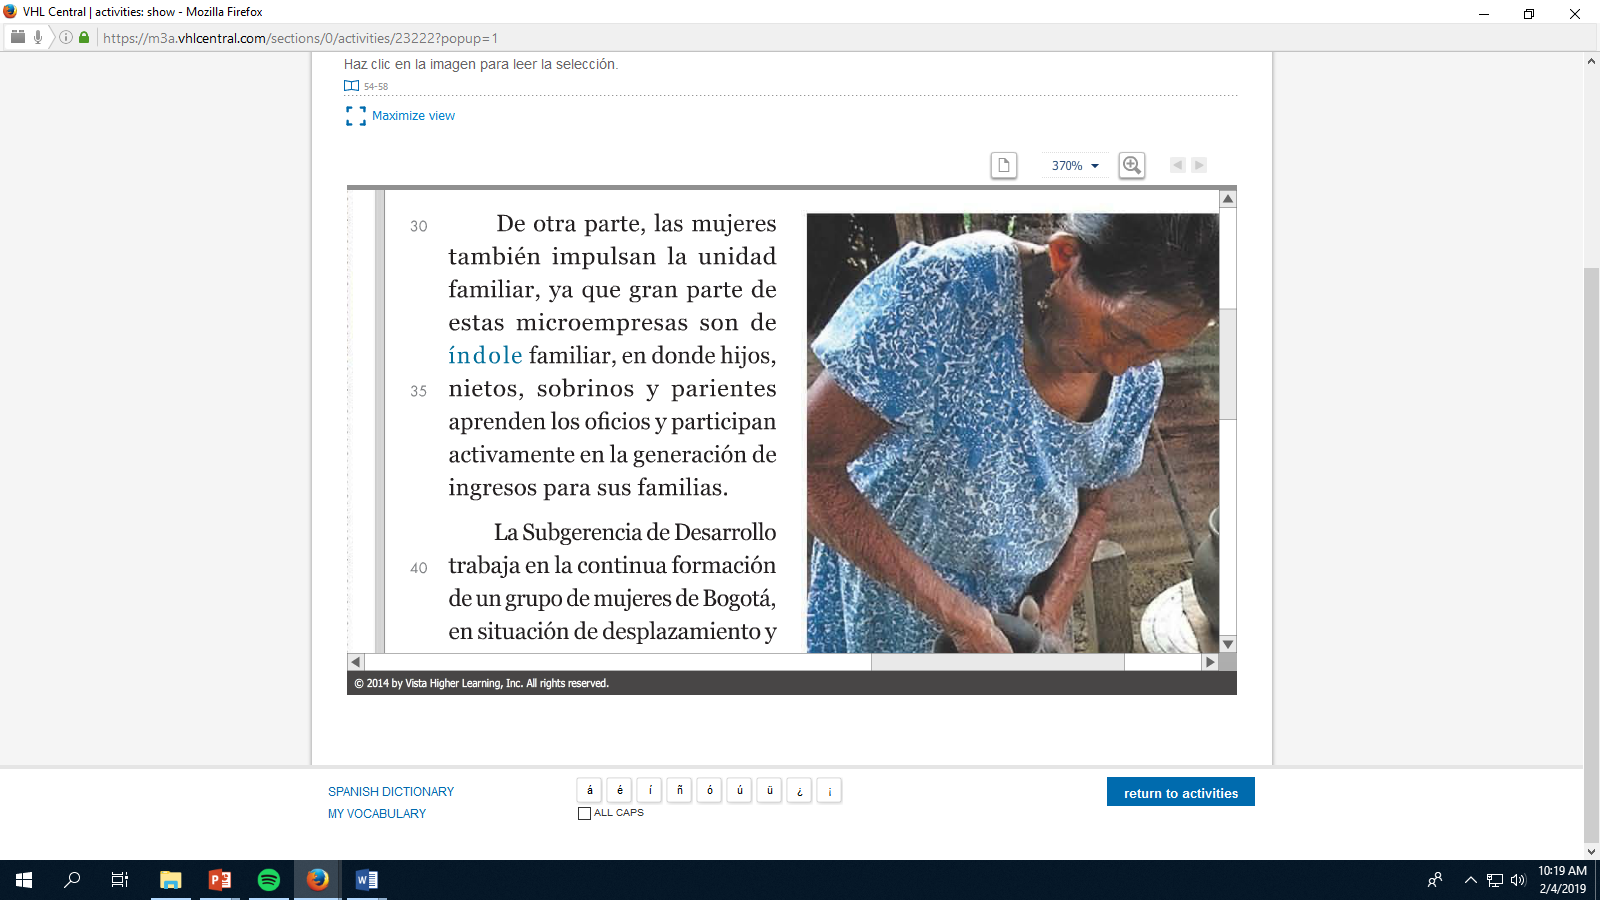 VHL Central | activities: show - Mozilla Firefox
https://m3a.vhlcentral.com/sections/0/activities/23222?popup=1
Haz clic en la imagen para leer la selección.
54-58
Maximize view
370%
30 De otra parte, las mujeres
también impulsan la unidad
familiar, ya que gran parte de
estas microempresas son de
índole familiar, en donde hijos,
35 nietos, sobrinos y parientes
aprenden los oficios y participan
activamente en la generación de
ingresos para sus familias.
La Subgerencia de Desarrollo
40 trabaja en la continua formación
de un grupo de mujeres de Bogotá,
en situación de desplazamiento y
© 2014 by Vista Higher Learning, Inc. All rights reserved.
SPANISH DICTIONARY
MY VOCABULARY
á é í ñ ó ú ü ¿ ¡
ALL CAPS
return to activities
10:19 AM
2/4/2019